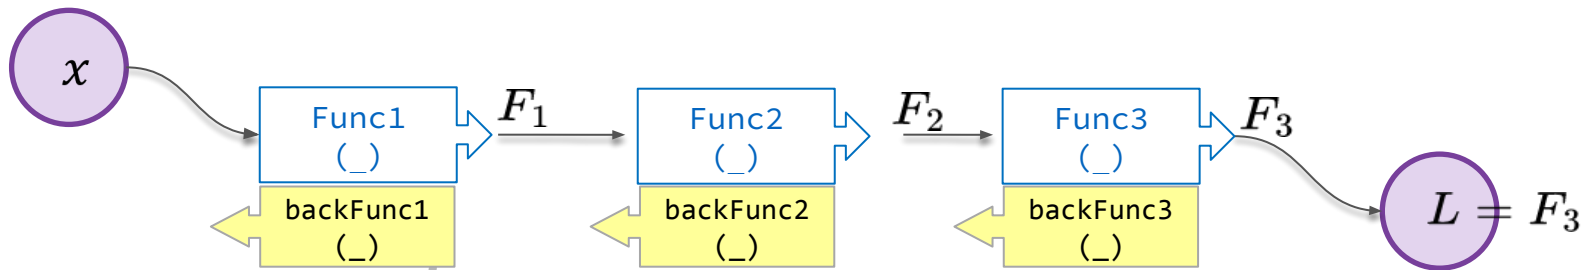 x
Func1
(_)
F₁
Func2
(_)
F₂
Func3
(_)
F₃
backFunc1
(_)
backFunc2
(_)
backFunc3
(_)
L = F₃